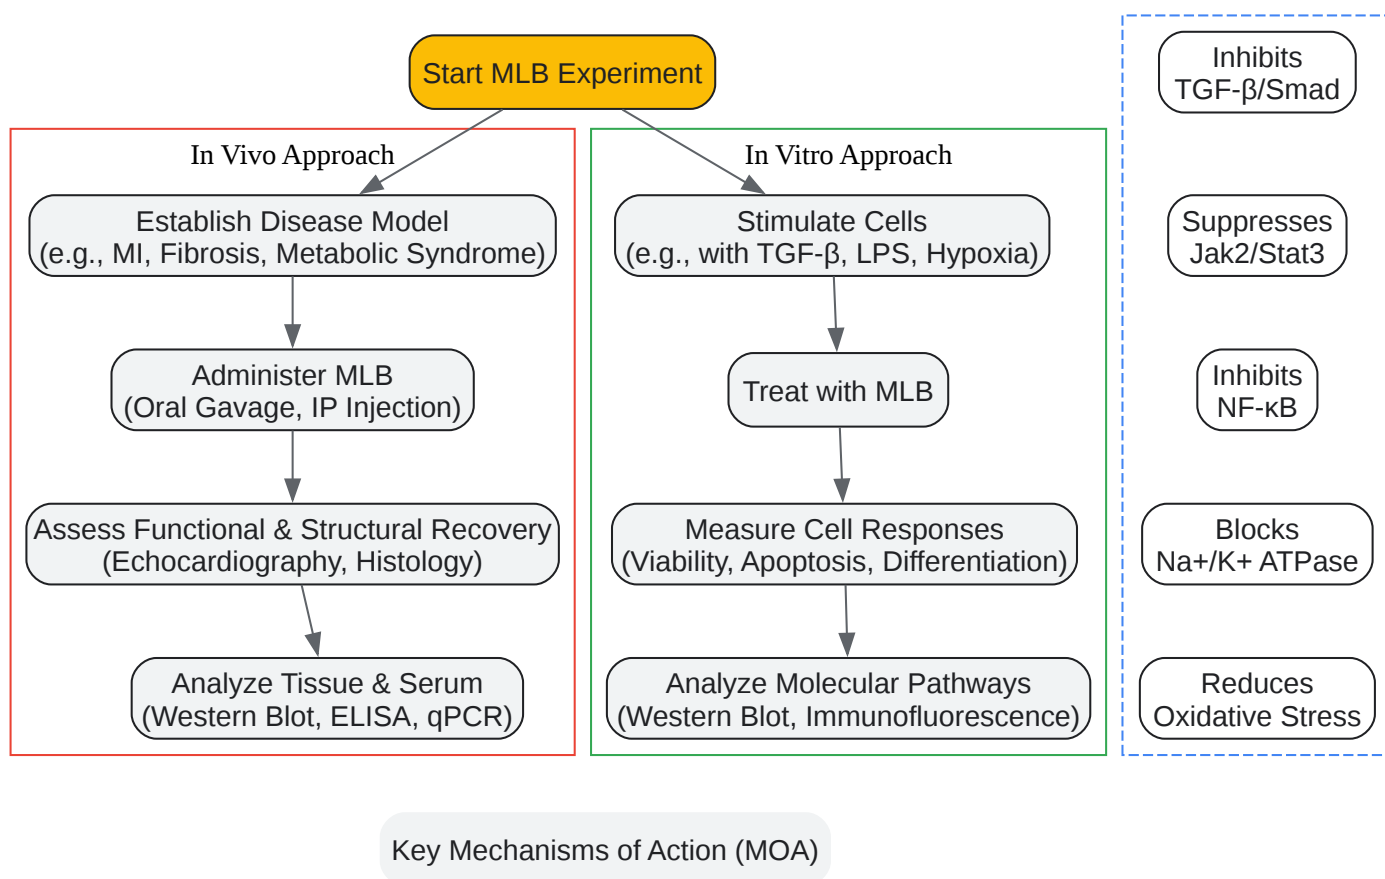 Start MLB Experiment
In Vivo Approach
Establish Disease Model
(e.g., MI, Fibrosis, Metabolic Syndrome)
Administer MLB
(Oral Gavage, IP Injection)
Assess Functional & Structural Recovery
(Echocardiography, Histology)
Analyze Tissue & Serum
(Western Blot, ELISA, qPCR)
In Vitro Approach
Stimulate Cells
(e.g., with TGF-β, LPS, Hypoxia)
Treat with MLB
Measure Cell Responses
(Viability, Apoptosis, Differentiation)
Analyze Molecular Pathways
(Western Blot, Immunofluorescence)
Inhibits
TGF-β/Smad
Suppresses
Jak2/Stat3
Inhibits
NF-κB
Blocks
Na+/K+ ATPase
Reduces
Oxidative Stress
Key Mechanisms of Action (MOA)